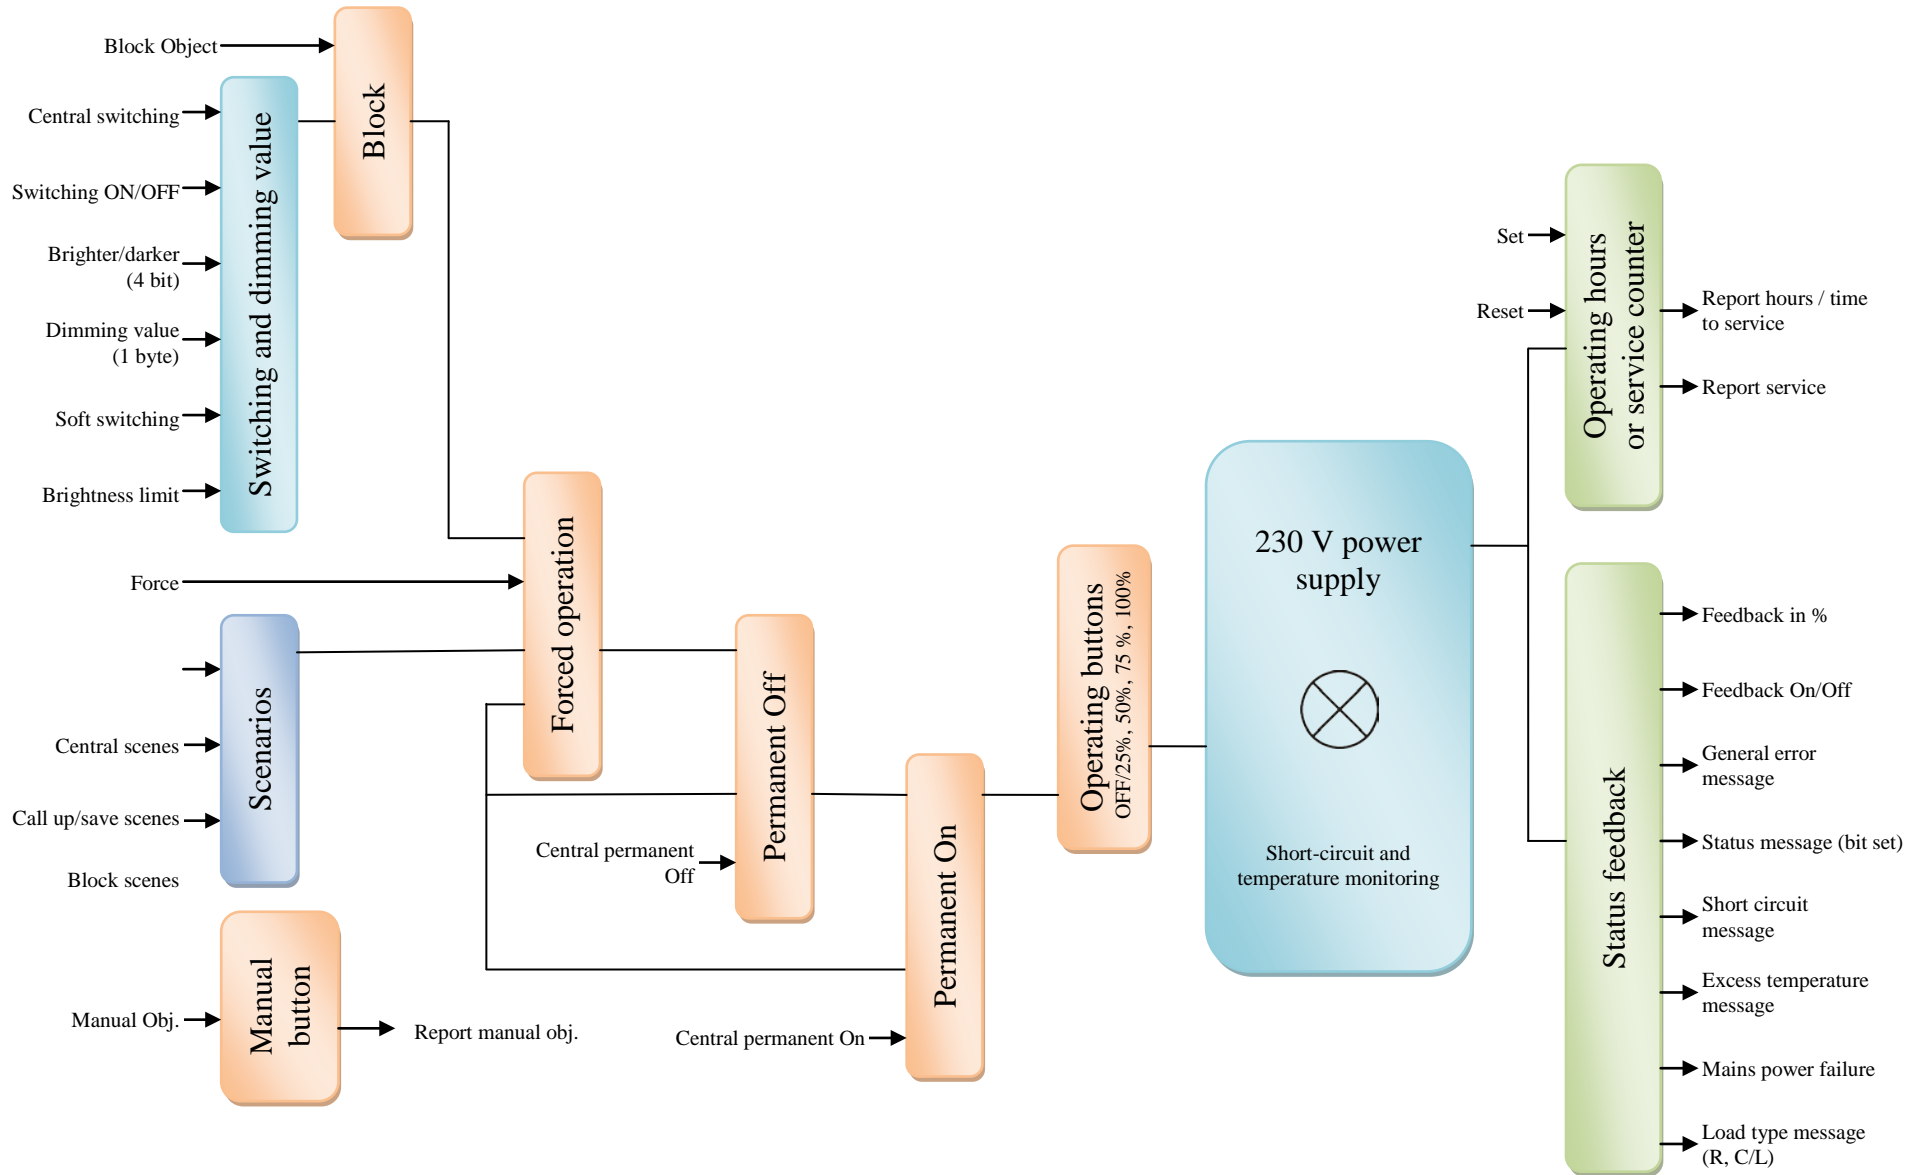 Block Object
Central switching
Switching ON/OFF
Brighter/darker
(4 bit)
Dimming value
(1 byte)
Soft switching
Brightness limit
Switching and dimming value
Block
Force
Forced operation
Scenarios
Central scenes
Call up/save scenes
Block scenes
Manual Obj.
Manual
button
Report manual obj.
Central permanent
Off
Permanent Off
Central permanent On
Permanent On
Operating buttons
OFF/25%, 50%, 75 %, 100%
230 V power
supply
Short-circuit and
temperature monitoring
Set
Reset
Operating hours
or service counter
Report hours / time
to service
Report service
Status feedback
Feedback in %
Feedback On/Off
General error
message
Status message (bit set)
Short circuit
message
Excess temperature
message
Mains power failure
Load type message
(R, C/L)